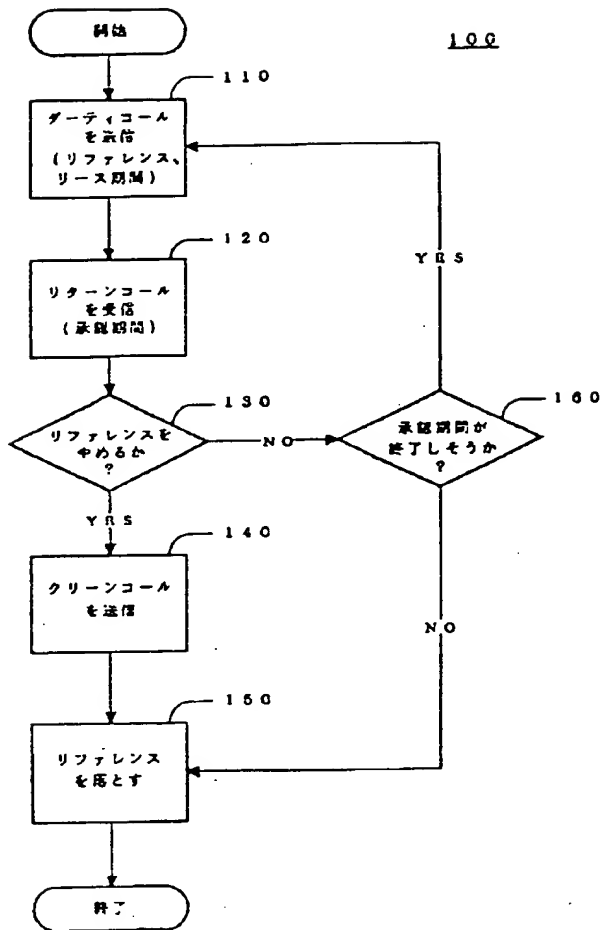 開始
100
110
ダーティコール
を送信
(リファレンス、
リース期間)
120
リターンコール
を受信
(承認期間)
130
リファレンスを
やめるか
?
NO
YES
160
承認期間が
終了しそうか
?
YES
NO
140
クリーンコール
を送信
150
リファレンス
を落とす
終了